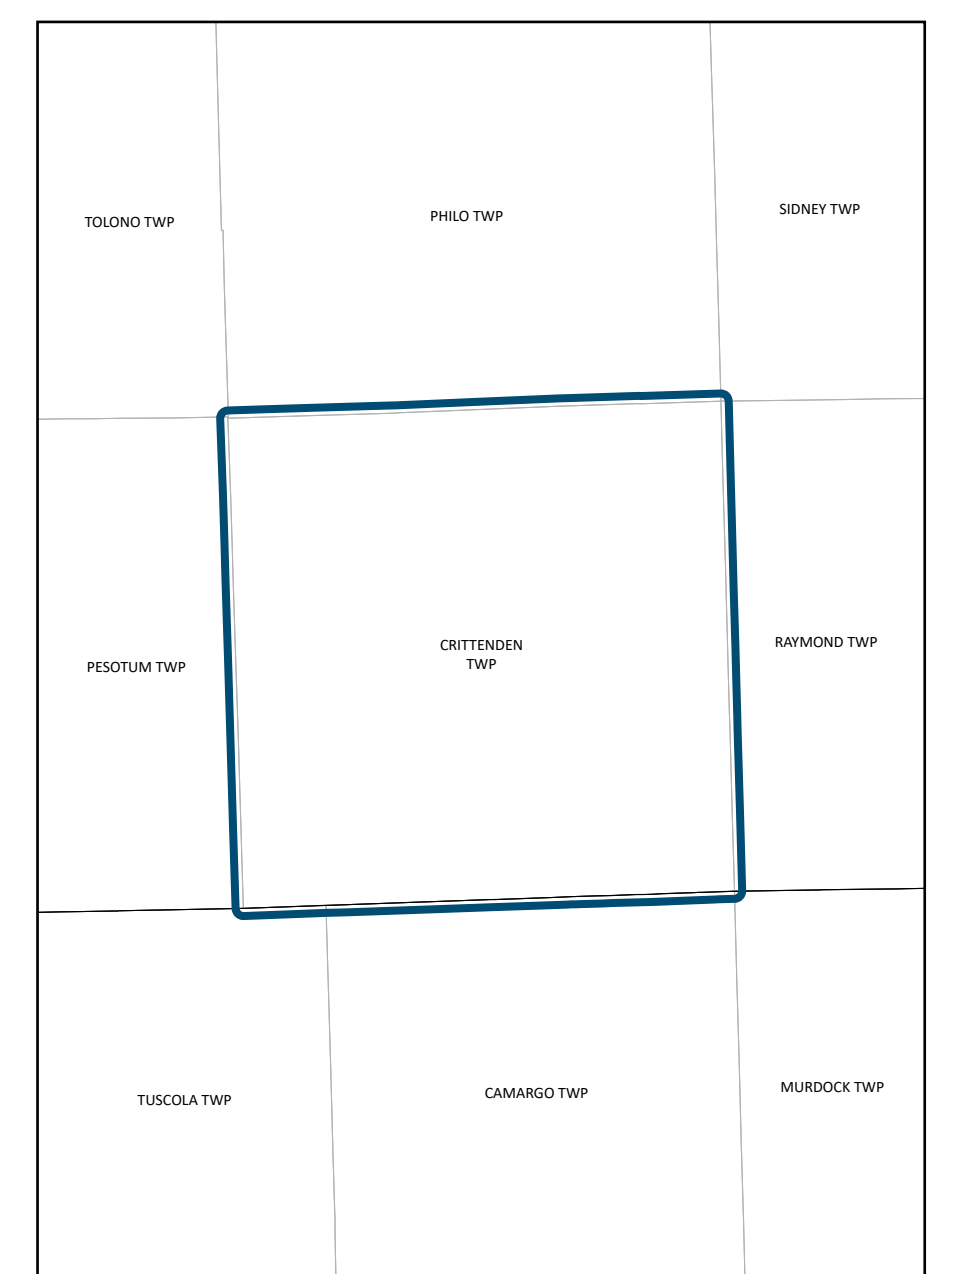 TOLONO TWP
PHILO TWP
SIDNEY TWP
PESOTUM TWP
CRITTENDEN
TWP
RAYMOND TWP
TUSCOLA TWP
CAMARGO TWP
MURDOCK TWP